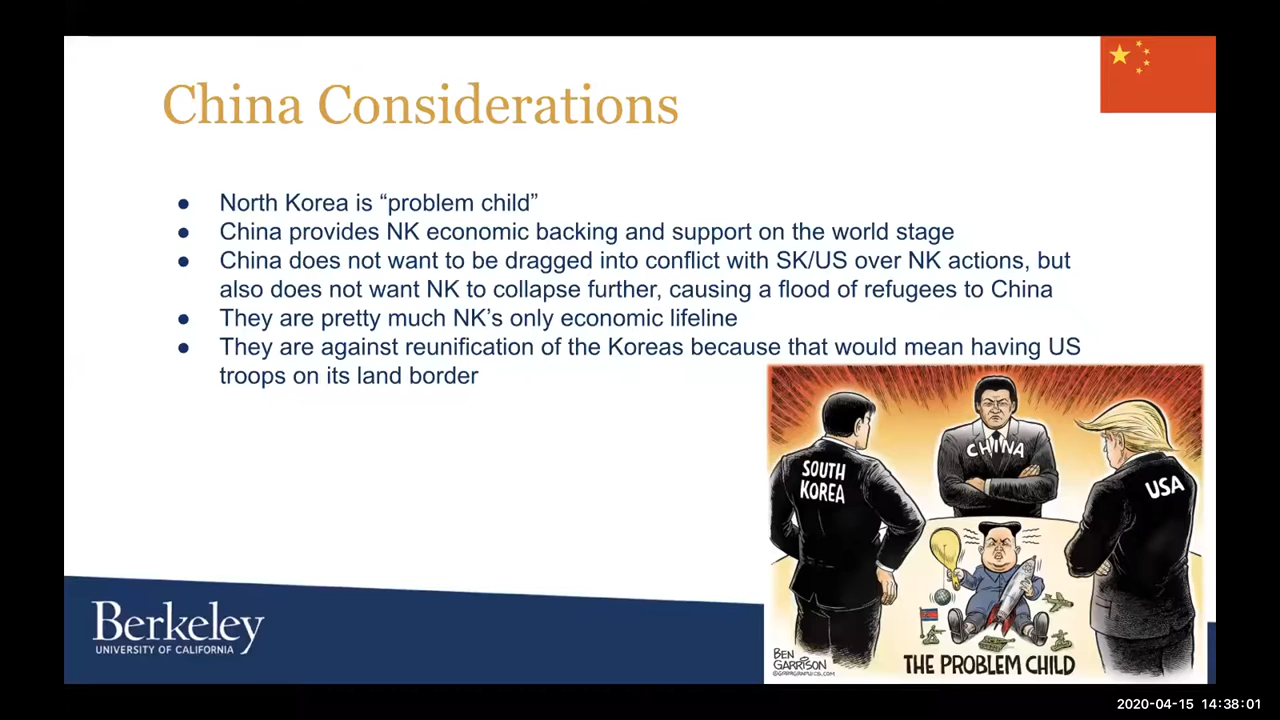 China Considerations
● North Korea is “problem child”
● China provides NK economic backing and support on the world stage
● China does not want to be dragged into conflict with SK/US over NK actions, but
also does not want NK to collapse further, causing a flood of refugees to China
● They are pretty much NK’s only economic lifeline
● They are against reunification of the Koreas because that would mean having US
troops on its land border
CHINA
SOUTH
KOREA
USA
BEN
GARRISON
©GRRRGRAPHICS.COM
THE PROBLEM CHILD
Berkeley
UNIVERSITY OF CALIFORNIA
2020-04-15 14:38:01